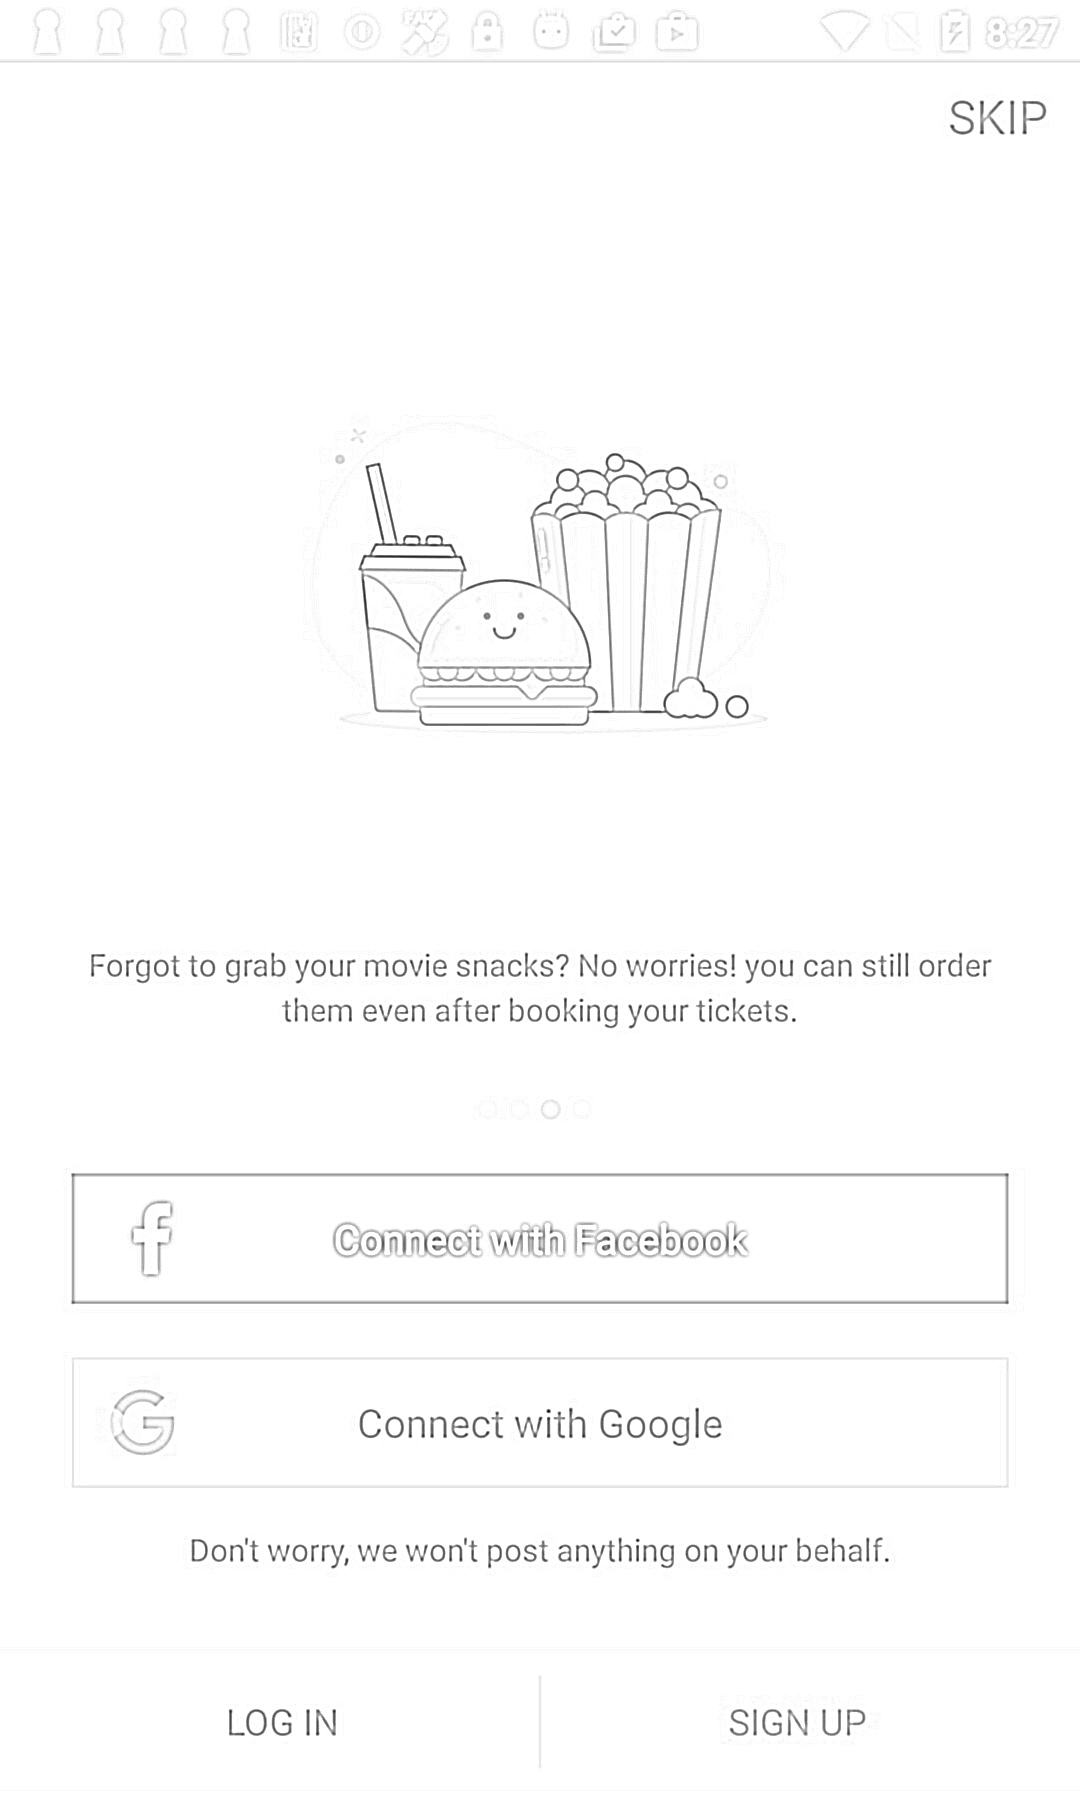 8:27
SKIP
Forgot to grab your movie snacks? No worries! you can still order
them even after booking your tickets.
Connect with Facebook
Connect with Google
Don't worry, we won't post anything on your behalf.
LOG IN
SIGN UP